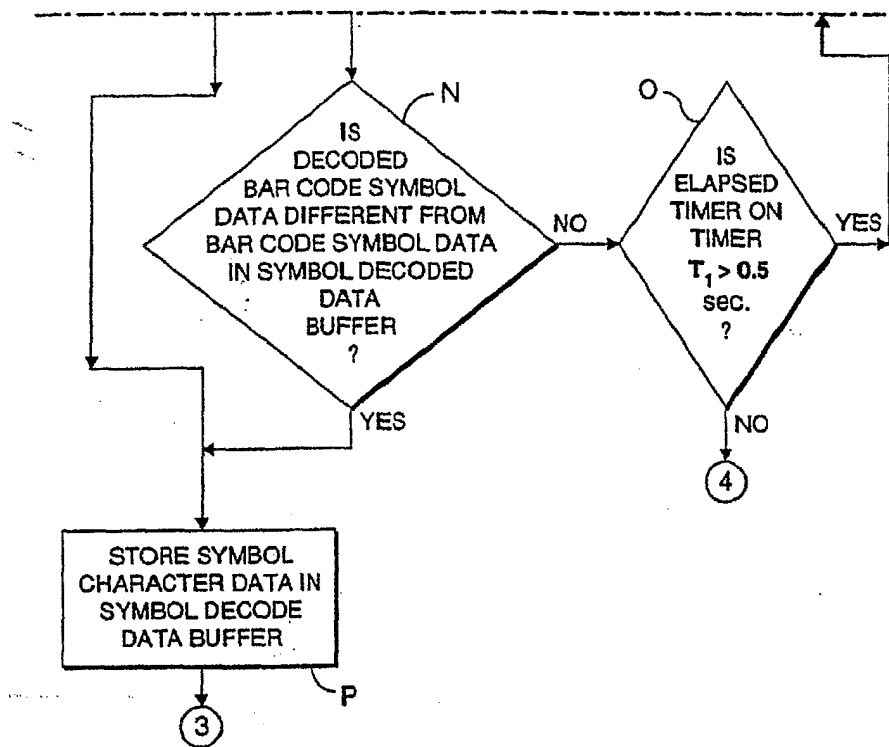 N
IS
DECODED
BAR CODE SYMBOL
DATA DIFFERENT FROM
BAR CODE SYMBOL DATA
IN SYMBOL DECODED
DATA
BUFFER
?
NO
YES
O
IS
ELAPSED
TIMER ON
TIMER
T₁ > 0.5
sec.
?
YES
NO
4
STORE SYMBOL
CHARACTER DATA IN
SYMBOL DECODE
DATA BUFFER
P
3